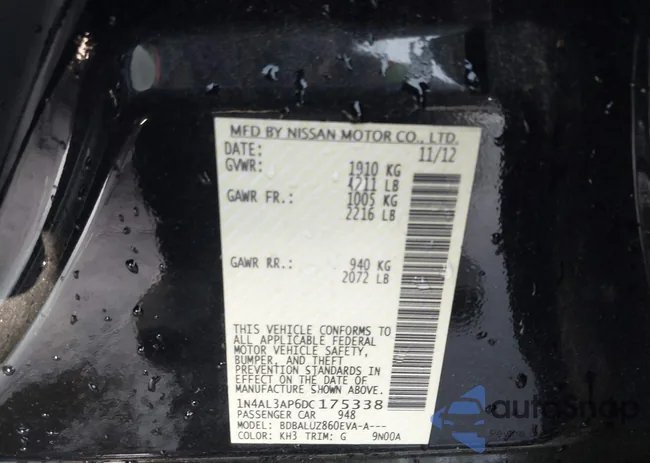 MFD BY NISSAN MOTOR CO., LTD.
DATE: 11/12
GVWR: 1910 KG
4211 LB
GAWR FR.: 1005 KG
2216 LB
GAWR RR.: 940 KG
2072 LB
THIS VEHICLE CONFORMS TO
ALL APPLICABLE FEDERAL
MOTOR VEHICLE SAFETY,
BUMPER, AND THEFT
PREVENTION STANDARDS IN
EFFECT ON THE DATE OF
MANUFACTURE SHOWN ABOVE.
1N4AL3AP6DC175338
PASSENGER CAR 948
MODEL: BDBALUZ860EVA-A---
COLOR: KH3 TRIM: G 9N00A
autoSnap